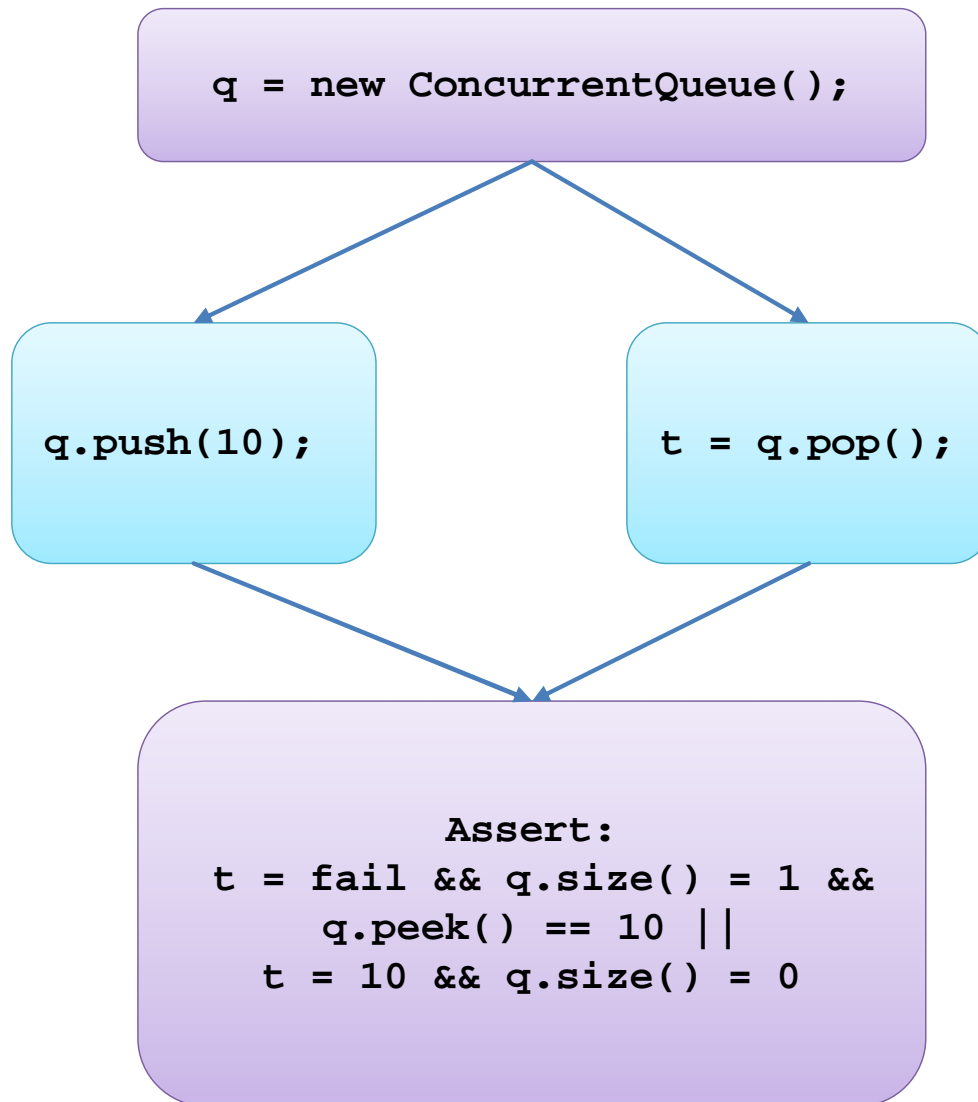 q = new ConcurrentQueue();
q.push(10);
t = q.pop();
Assert:
t = fail && q.size() = 1 &&
q.peek() == 10 ||
t = 10 && q.size() = 0